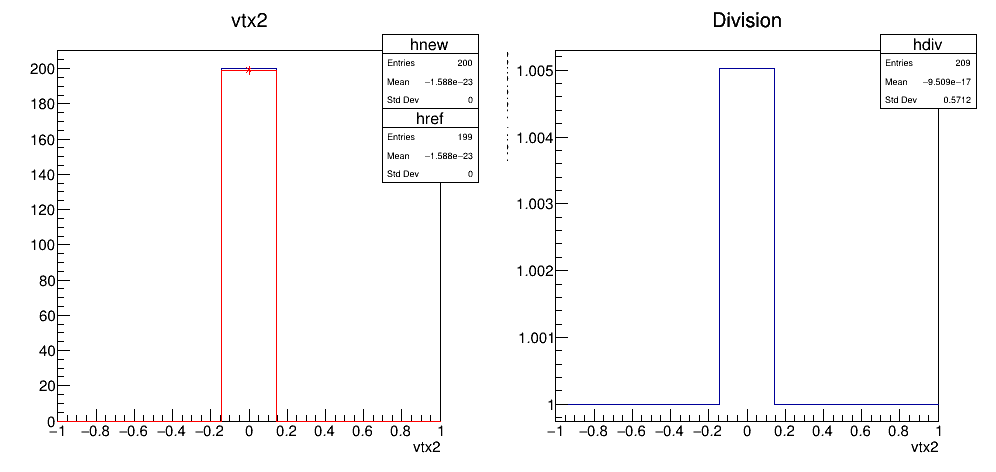 vtx2
hnew
Entries 200
Mean −1.588e−23
Std Dev 0
href
Entries 199
Mean −1.588e−23
Std Dev 0
200
180
160
140
120
100
80
60
40
20
0
−1 −0.8 −0.6 −0.4 −0.2 0 0.2 0.4 0.6 0.8 1
vtx2
Division
hdiv
Entries 209
Mean −9.509e−17
Std Dev 0.5712
1.005
1.004
1.003
1.002
1.001
1
−1 −0.8 −0.6 −0.4 −0.2 0 0.2 0.4 0.6 0.8 1
vtx2